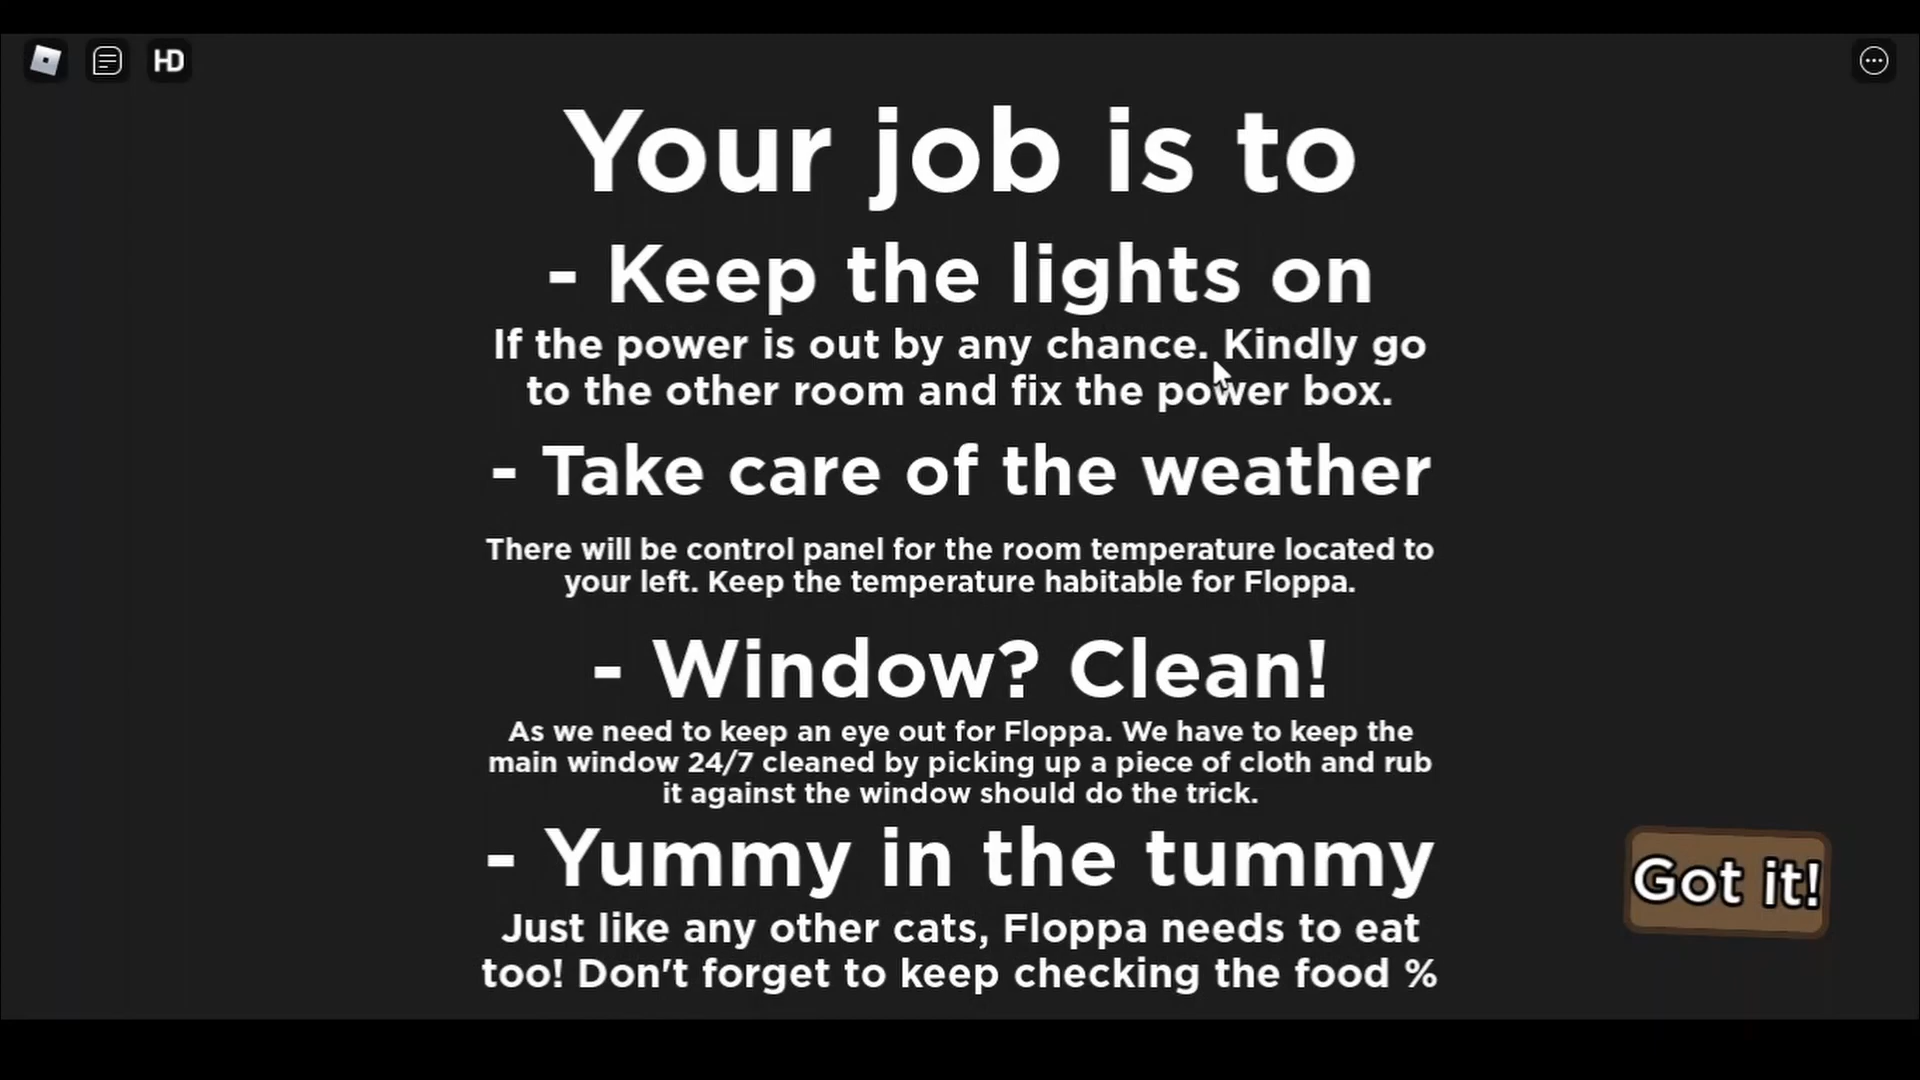 HD
Your job is to
- Keep the lights on
If the power is out by any chance. Kindly go
to the other room and fix the power box.
- Take care of the weather
There will be control panel for the room temperature located to
your left. Keep the temperature habitable for Floppa.
- Window? Clean!
As we need to keep an eye out for Floppa. We have to keep the
main window 24/7 cleaned by picking up a piece of cloth and rub
it against the window should do the trick.
- Yummy in the tummy
Just like any other cats, Floppa needs to eat
too! Don't forget to keep checking the food %
Got it!